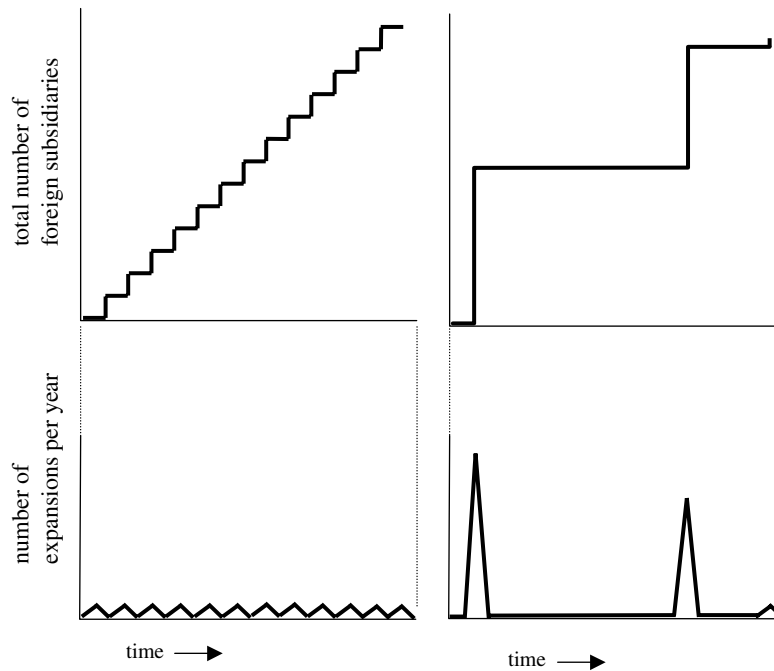 total number of
foreign subsidiaries
number of
expansions per year
time
time